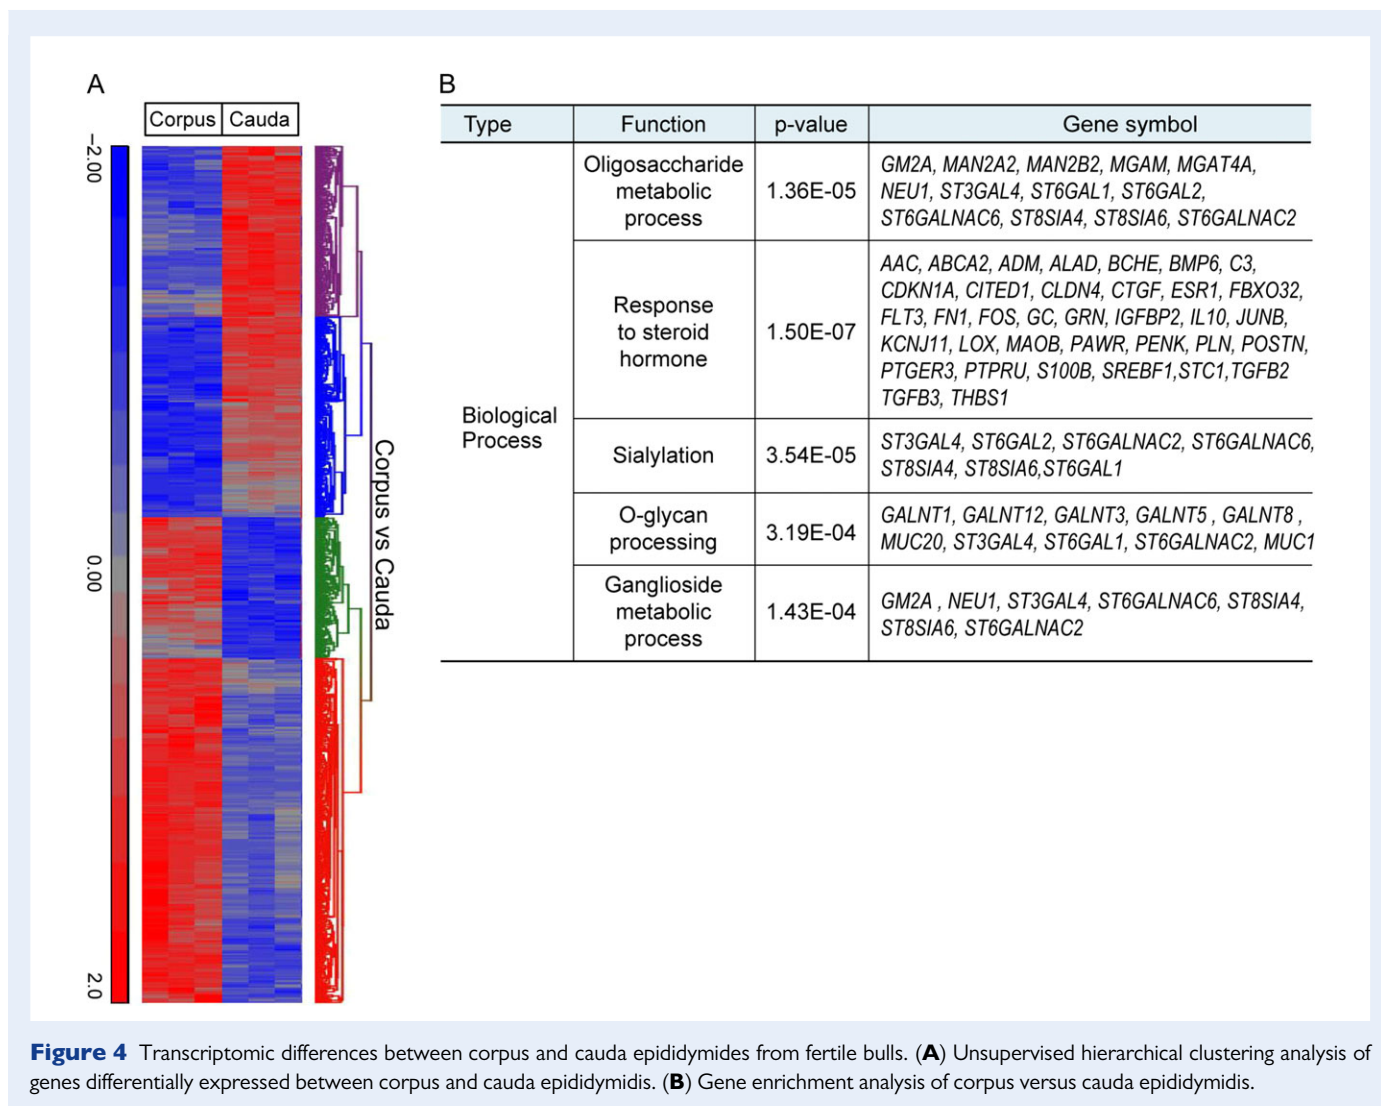 A
Corpus Cauda
-2.00
0.00
2.0
Corpus vs Cauda
B
Type Function p-value Gene symbol
Biological
Process
Oligosaccharide
metabolic
process
1.36E-05
GM2A, MAN2A2, MAN2B2, MGAM, MGAT4A,
NEU1, ST3GAL4, ST6GAL1, ST6GAL2,
ST6GALNAC6, ST8SIA4, ST8SIA6, ST6GALNAC2
Response
to steroid
hormone
1.50E-07
AAC, ABCA2, ADM, ALAD, BCHE, BMP6, C3,
CDKN1A, CITED1, CLDN4, CTGF, ESR1, FBXO32,
FLT3, FN1, FOS, GC, GRN, IGFBP2, IL10, JUNB,
KCNJ11, LOX, MAOB, PAWR, PENK, PLN, POSTN,
PTGER3, PTPRU, S100B, SREBF1,STC1,TGFB2
TGFB3, THBS1
Sialylation
3.54E-05
ST3GAL4, ST6GAL2, ST6GALNAC2, ST6GALNAC6,
ST8SIA4, ST8SIA6,ST6GAL1
O-glycan
processing
3.19E-04
GALNT1, GALNT12, GALNT3, GALNT5 , GALNT8 ,
MUC20, ST3GAL4, ST6GAL1, ST6GALNAC2, MUC1
Ganglioside
metabolic
process
1.43E-04
GM2A , NEU1, ST3GAL4, ST6GALNAC6, ST8SIA4,
ST8SIA6, ST6GALNAC2
Figure 4 Transcriptomic differences between corpus and cauda epididymides from fertile bulls. (A) Unsupervised hierarchical clustering analysis of
genes differentially expressed between corpus and cauda epididymidis. (B) Gene enrichment analysis of corpus versus cauda epididymidis.